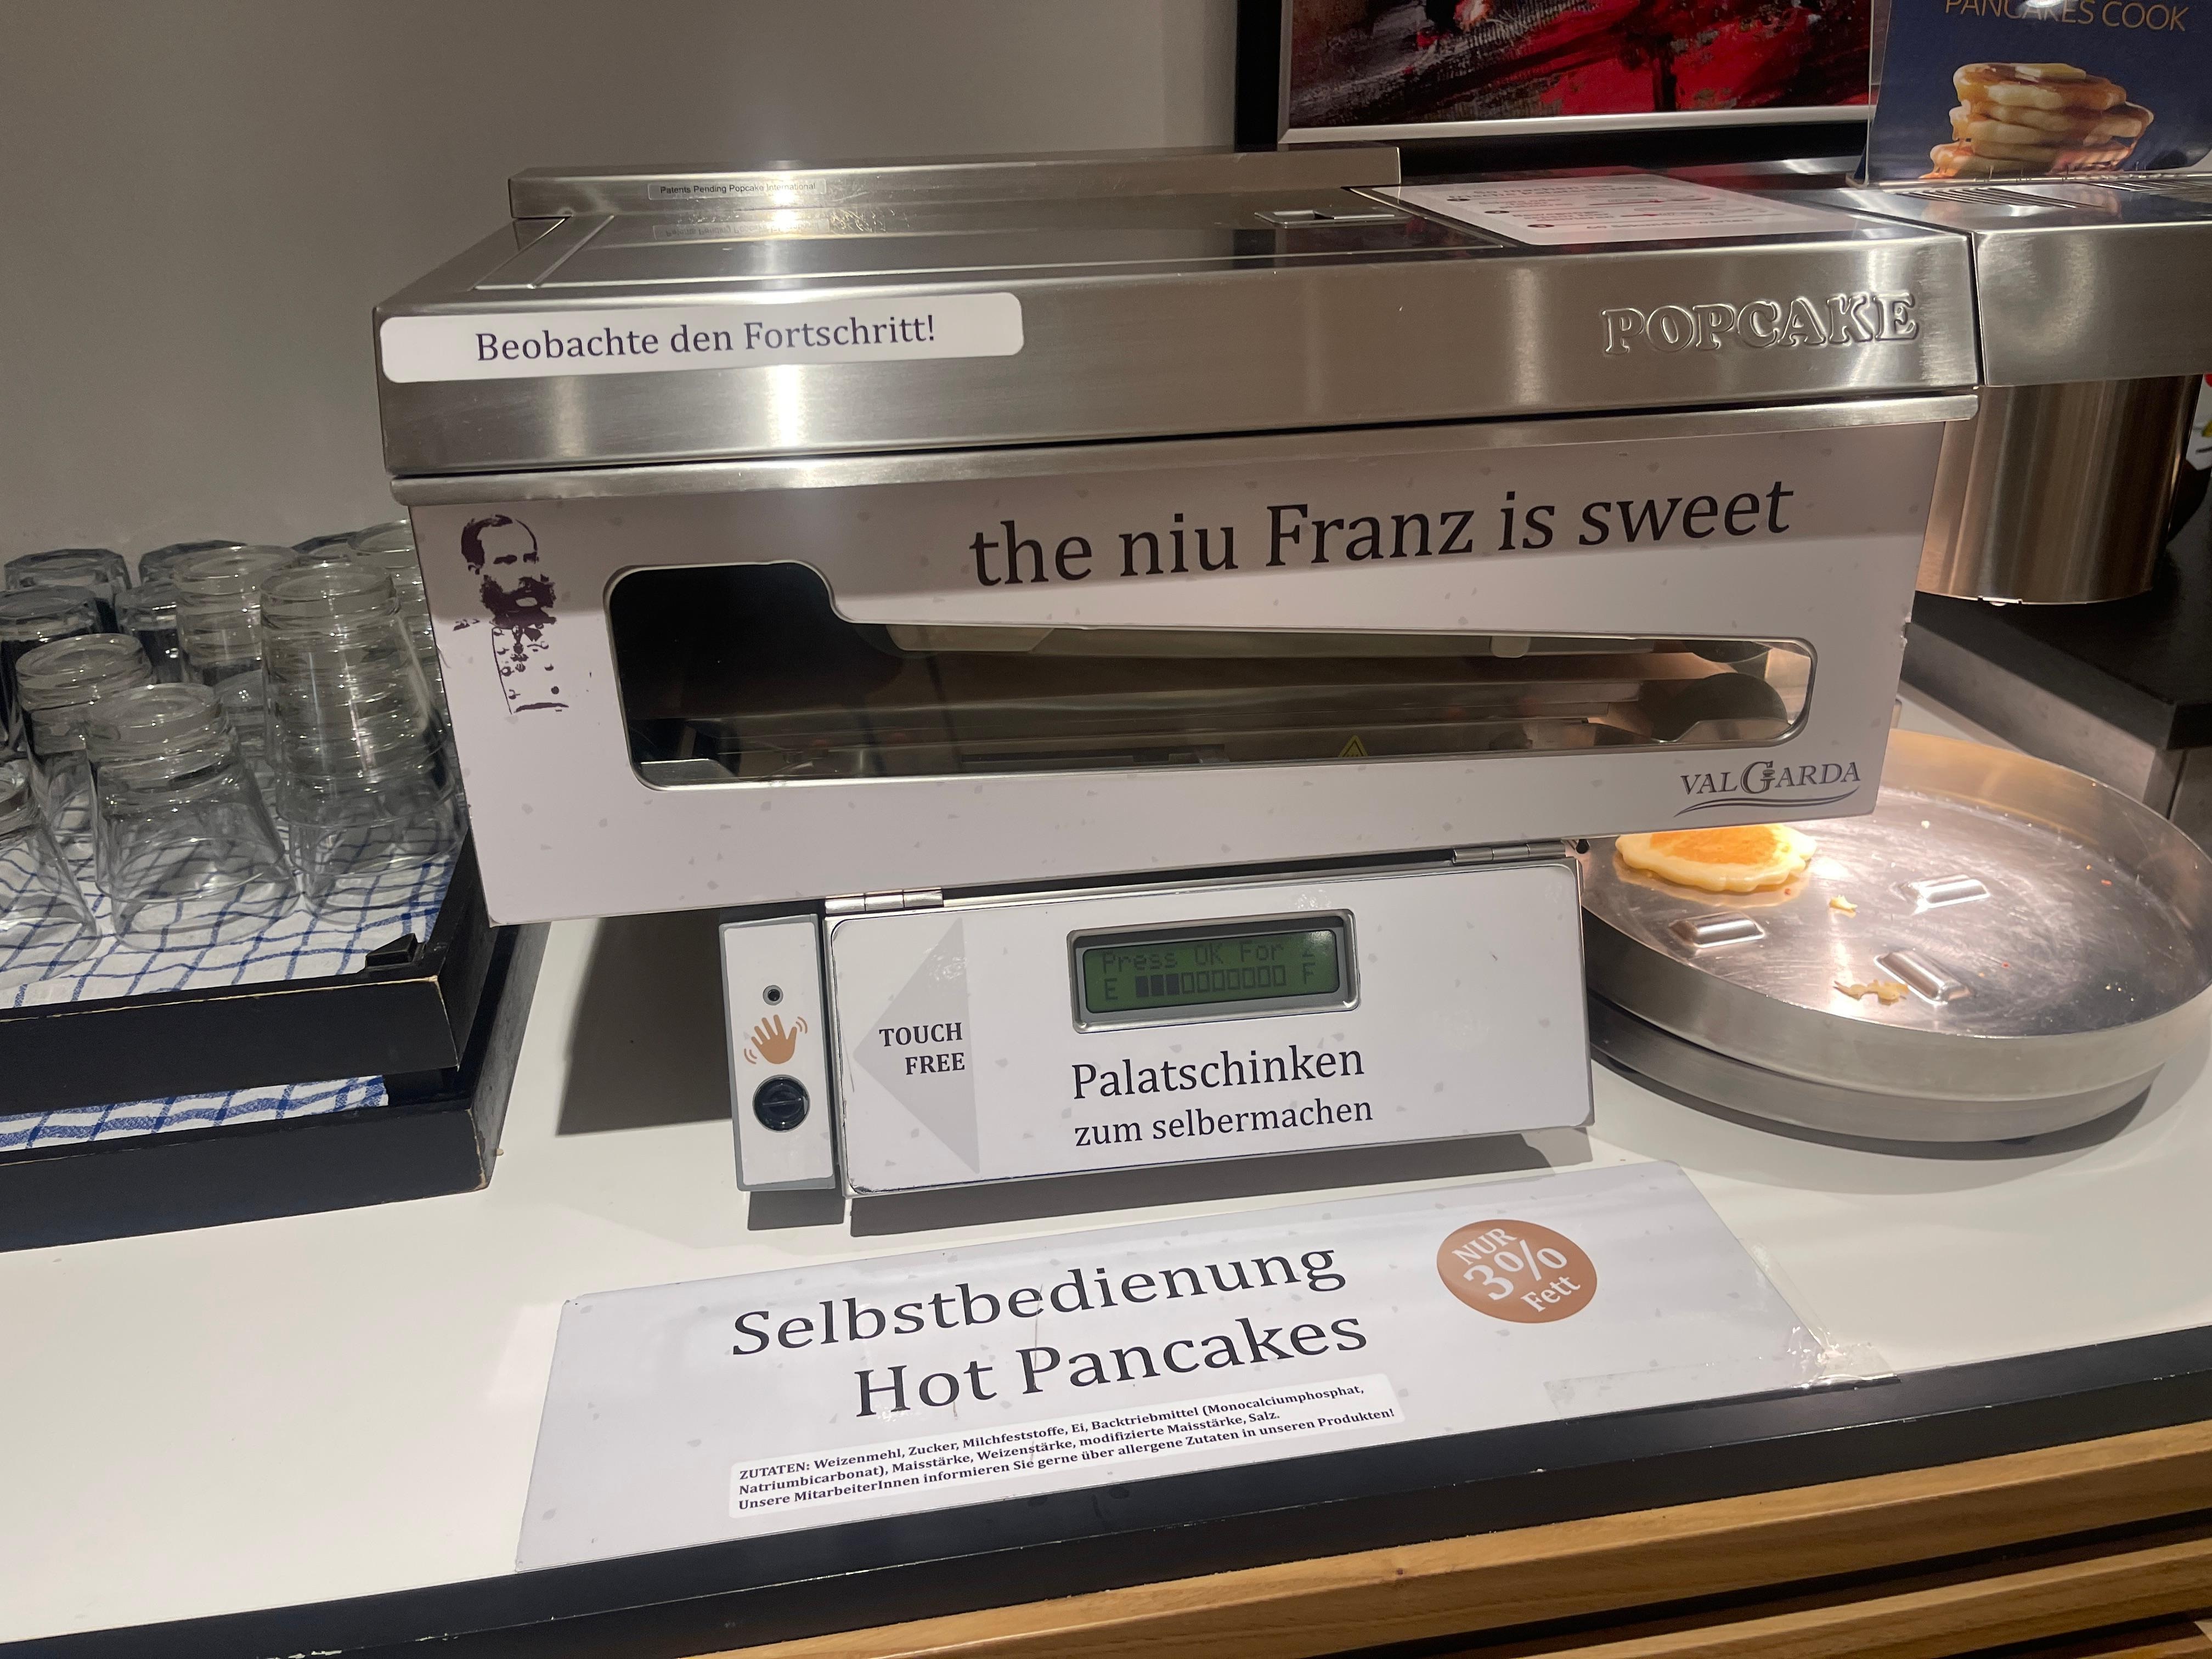 PANCAKES COOK
Patents Pending Popcake International
Beobachte den Fortschritt!
POPCAKE
the niu Franz is sweet
VALGARDA
Press OK For 2
E F
TOUCH
FREE
Palatschinken
zum selbermachen
Selbstbedienung
Hot Pancakes
NUR
3%
Fett
ZUTATEN: Weizenmehl, Zucker, Milchfeststoffe, Ei, Backtriebmittel (Monocalciumphosphat,
Natriumbicarbonat), Maisstärke, Weizenstärke, modifizierte Maisstärke, Salz.
Unsere MitarbeiterInnen informieren Sie gerne über allergene Zutaten in unseren Produkten!